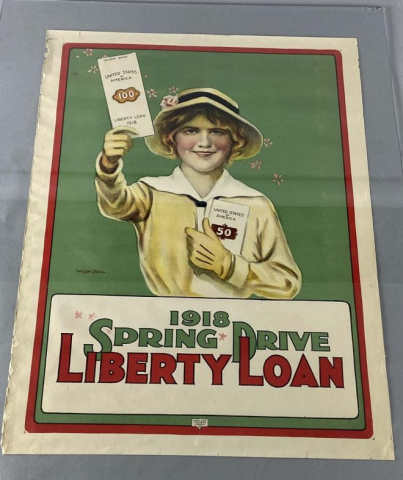 UNITED STATES
OF
AMERICA
100
LIBERTY LOAN
1918
UNITED STATES
OF
AMERICA
50
1918
SPRING DRIVE
LIBERTY LOAN